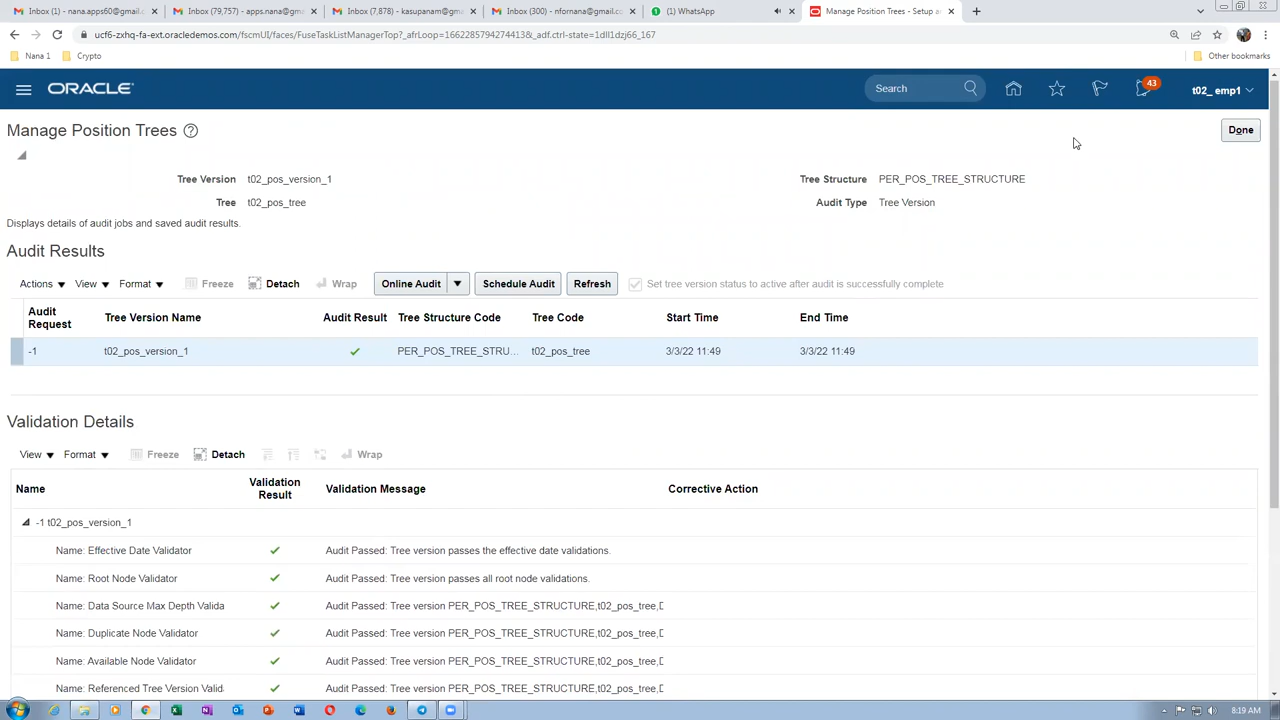 Inbox (1) - nana.apps60@gmail.c
Inbox (79,757) - apps.nana@gma
Inbox (7,878) - kasupanam@gm
Inbox (300) - nfornana@gmail.co
(1) WhatsApp
Manage Position Trees - Setup a
ucf6-zxhq-fa-ext.oracledemos.com/fscmUI/faces/FuseTaskListManagerTop?_afrLoop=16622857942744​13&_adf.ctrl-state=1dll1dzj66_167
Nana 1
Crypto
Other bookmarks
ORACLE
Search
43
t02_ emp1
Manage Position Trees
Done
Tree Version t02_pos_version_1
Tree Structure PER_POS_TREE_STRUCTURE
Tree t02_pos_tree
Audit Type Tree Version
Displays details of audit jobs and saved audit results.
Audit Results
Actions View Format Freeze Detach Wrap Online Audit Schedule Audit Refresh Set tree version status to active after audit is successfully complete
Audit Request Tree Version Name Audit Result Tree Structure Code Tree Code Start Time End Time
-1 t02_pos_version_1 PER_POS_TREE_STRU... t02_pos_tree 3/3/22 11:49 3/3/22 11:49
Validation Details
View Format Freeze Detach Wrap
Name Validation Result Validation Message Corrective Action
-1 t02_pos_version_1
Name: Effective Date Validator Audit Passed: Tree version passes the effective date validations.
Name: Root Node Validator Audit Passed: Tree version passes all root node validations.
Name: Data Source Max Depth Valida Audit Passed: Tree version PER_POS_TREE_STRUCTURE,t02_pos_tree,D
Name: Duplicate Node Validator Audit Passed: Tree version PER_POS_TREE_STRUCTURE,t02_pos_tree,D
Name: Available Node Validator Audit Passed: Tree version PER_POS_TREE_STRUCTURE,t02_pos_tree,D
Name: Referenced Tree Version Valid Audit Passed: Tree version PER_POS_TREE_STRUCTURE,t02_pos_tree,D
8:19 AM